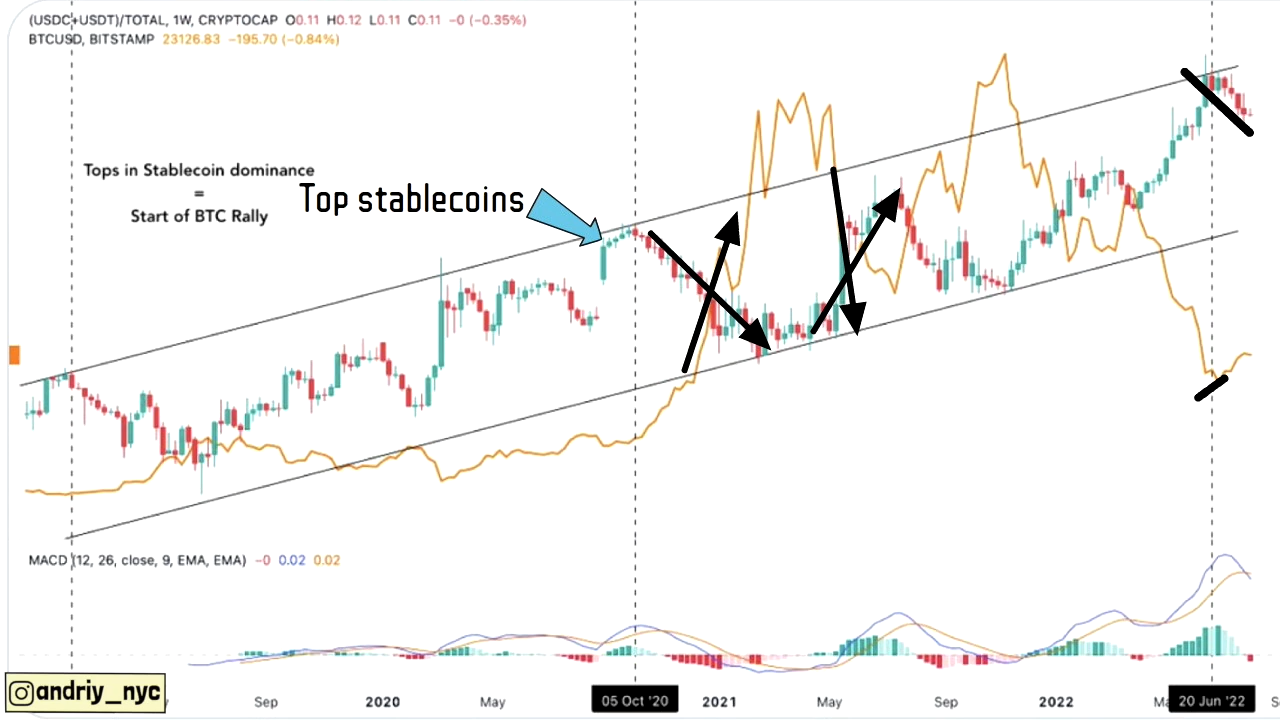 (USDC+USDT)/TOTAL, 1W, CRYPTOCAP O0.11 H0.12 L0.11 C0.11 −0 (−0.35%)
BTCUSD, BITSTAMP 23126.83 −195.70 (−0.84%)
Tops in Stablecoin dominance
=
Start of BTC Rally
Top stablecoins
MACD (12, 26, close, 9, EMA, EMA) −0 0.02 0.02
Sep 2020 May 05 Oct '20 2021 May Sep 2022 20 Jun '22
andriy_nyc